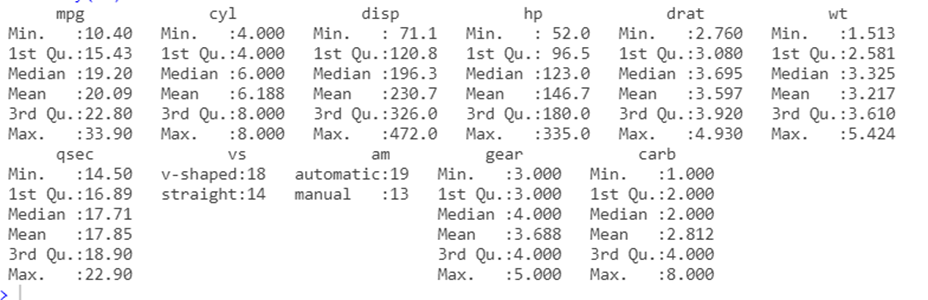 mpg             cyl             disp             hp             drat             wt
Min.   :10.40   Min.   :4.000   Min.   : 71.1   Min.   : 52.0   Min.   :2.760   Min.   :1.513
1st Qu.:15.43   1st Qu.:4.000   1st Qu.:120.8   1st Qu.: 96.5   1st Qu.:3.080   1st Qu.:2.581
Median :19.20   Median :6.000   Median :196.3   Median :123.0   Median :3.695   Median :3.325
Mean   :20.09   Mean   :6.188   Mean   :230.7   Mean   :146.7   Mean   :3.597   Mean   :3.217
3rd Qu.:22.80   3rd Qu.:8.000   3rd Qu.:326.0   3rd Qu.:180.0   3rd Qu.:3.920   3rd Qu.:3.610
Max.   :33.90   Max.   :8.000   Max.   :472.0   Max.   :335.0   Max.   :4.930   Max.   :5.424
     qsec             vs             am          gear            carb
Min.   :14.50   v-shaped:18   automatic:19   Min.   :3.000   Min.   :1.000
1st Qu.:16.89   straight:14   manual   :13   1st Qu.:3.000   1st Qu.:2.000
Median :17.71   Median :4.000   Median :2.000
Mean   :17.85   Mean   :3.688   Mean   :2.812
3rd Qu.:18.90   3rd Qu.:4.000   3rd Qu.:4.000
Max.   :22.90   Max.   :5.000   Max.   :8.000
>